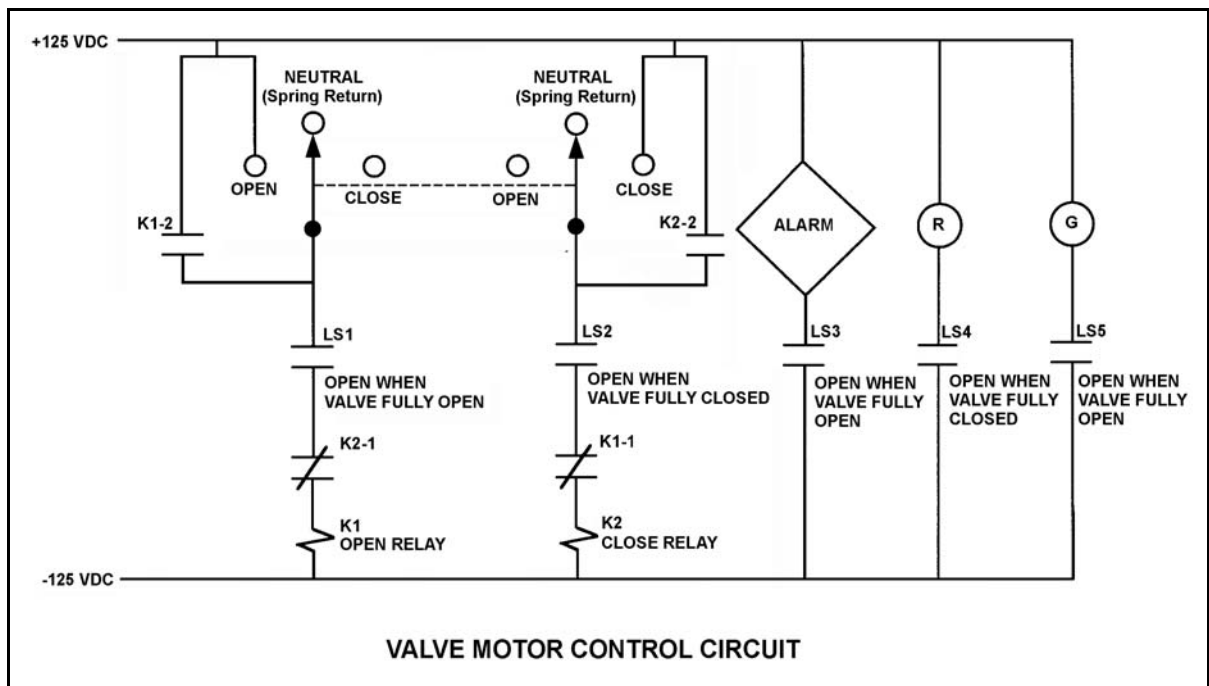 +125 VDC
NEUTRAL
(Spring Return)
NEUTRAL
(Spring Return)
OPEN
CLOSE
OPEN
CLOSE
K1-2
K2-2
ALARM
R
G
LS1
OPEN WHEN
VALVE FULLY OPEN
LS2
OPEN WHEN
VALVE FULLY CLOSED
LS3
OPEN WHEN
VALVE FULLY
OPEN
LS4
OPEN WHEN
VALVE FULLY
CLOSED
LS5
OPEN WHEN
VALVE FULLY
OPEN
K2-1
K1-1
K1
OPEN RELAY
K2
CLOSE RELAY
-125 VDC
VALVE MOTOR CONTROL CIRCUIT